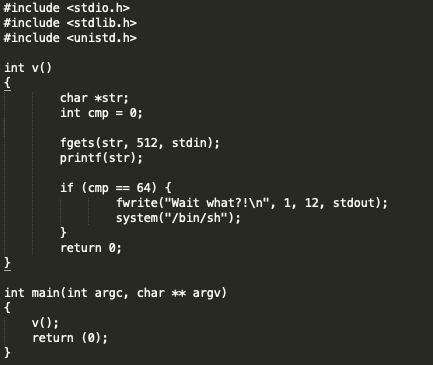 #include <stdio.h>
#include <stdlib.h>
#include <unistd.h>
int v()
{
char *str;
int cmp = 0;
fgets(str, 512, stdin);
printf(str);
if (cmp == 64) {
fwrite("Wait what?!\n", 1, 12, stdout);
system("/bin/sh");
}
return 0;
}
int main(int argc, char ** argv)
{
v();
return (0);
}